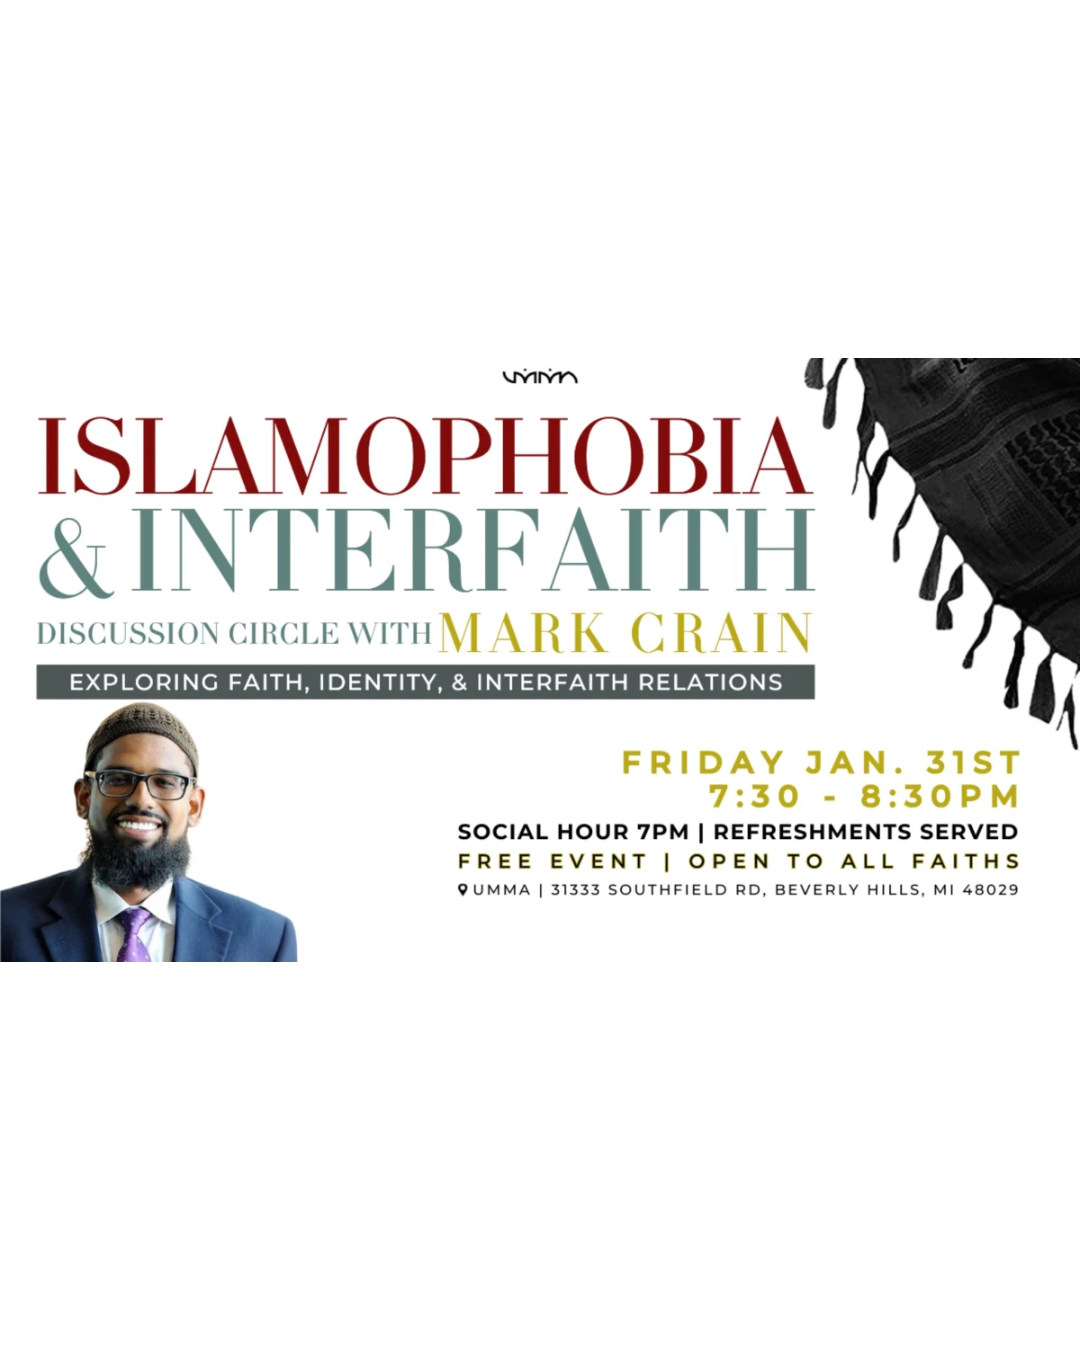 UMMA
ISLAMOPHOBIA
& INTERFAITH
DISCUSSION CIRCLE WITH MARK CRAIN
EXPLORING FAITH, IDENTITY, & INTERFAITH RELATIONS
FRIDAY JAN. 31ST
7:30 - 8:30PM
SOCIAL HOUR 7PM | REFRESHMENTS SERVED
FREE EVENT | OPEN TO ALL FAITHS
UMMA | 31333 SOUTHFIELD RD, BEVERLY HILLS, MI 48029